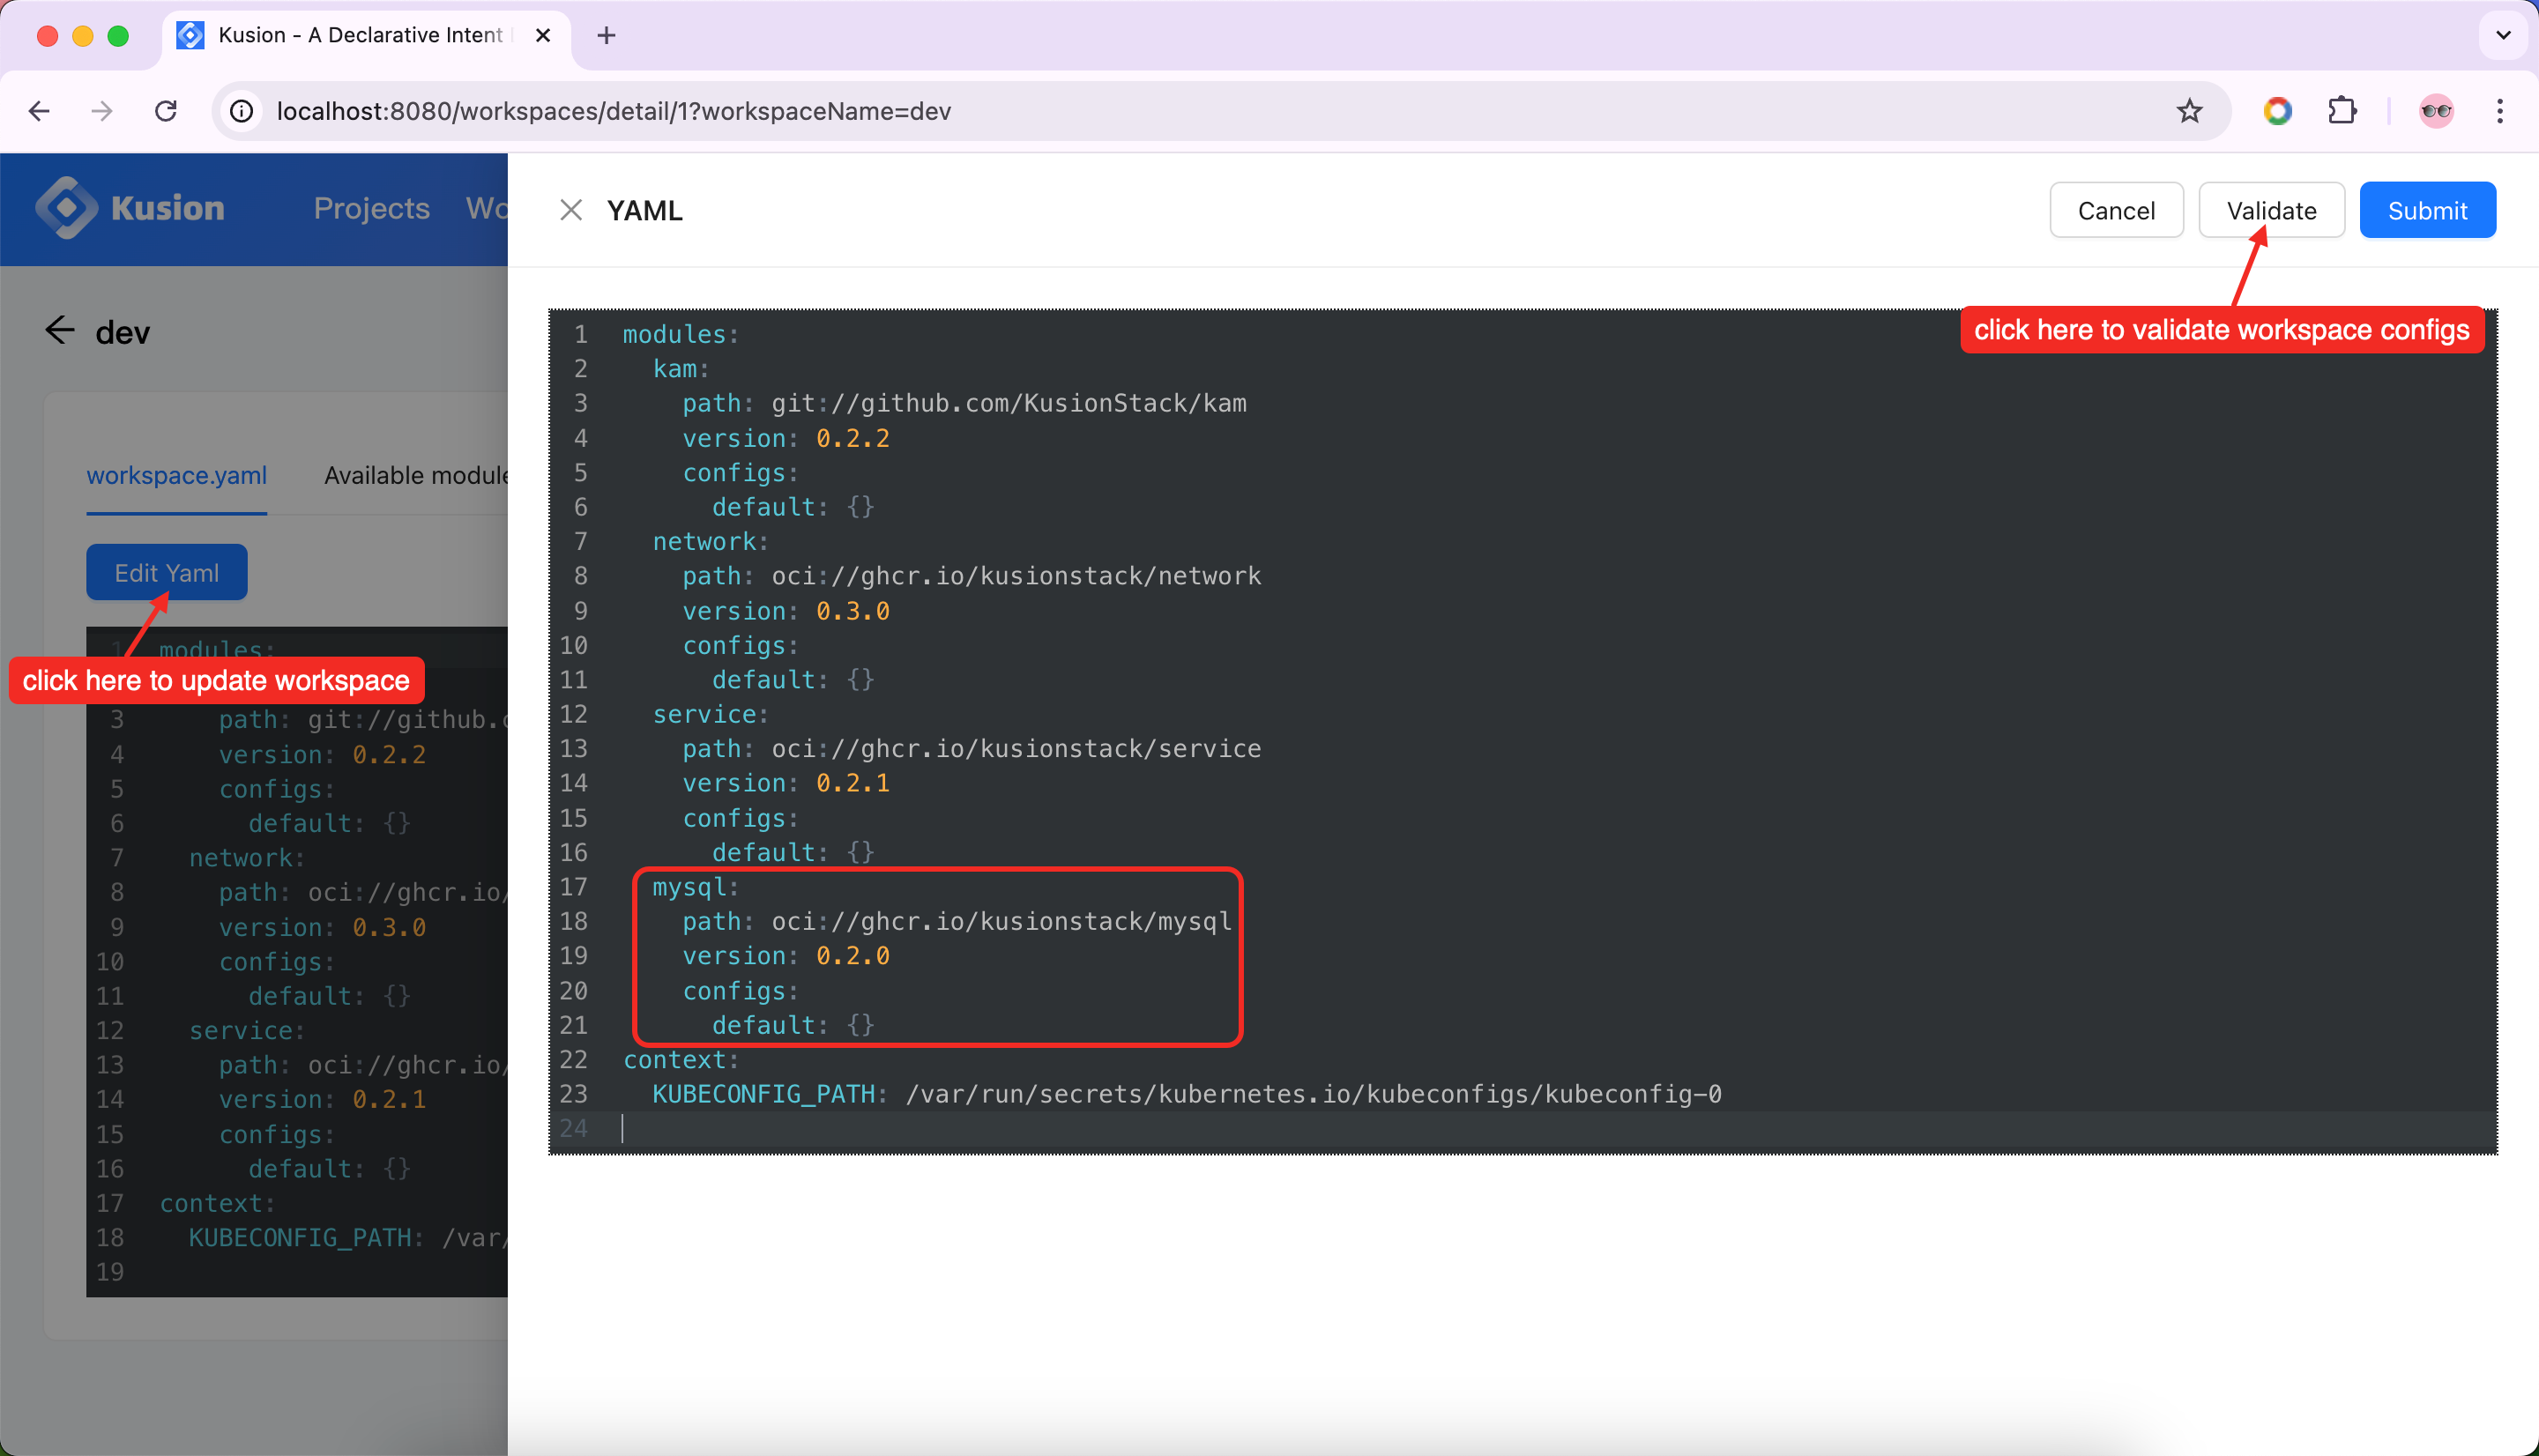 Kusion - A Declarative Intent
localhost:8080/workspaces/detail/1?workspaceName=dev
Kusion
Projects
YAML
Cancel
Validate
Submit
click here to validate workspace configs
dev
workspace.yaml
Available
Edit Yaml
click here to update workspace
1 modules:
3 path: git://github.
4 version: 0.2.2
5 configs:
6 default: {}
7 network:
8 path: oci://ghcr.io/
9 version: 0.3.0
10 configs:
11 default: {}
12 service:
13 path: oci://ghcr.io/
14 version: 0.2.1
15 configs:
16 default: {}
17 context:
18 KUBECONFIG_PATH: /var/
19
1 modules:
2 kam:
3 path: git://github.com/KusionStack/kam
4 version: 0.2.2
5 configs:
6 default: {}
7 network:
8 path: oci://ghcr.io/kusionstack/network
9 version: 0.3.0
10 configs:
11 default: {}
12 service:
13 path: oci://ghcr.io/kusionstack/service
14 version: 0.2.1
15 configs:
16 default: {}
17 mysql:
18 path: oci://ghcr.io/kusionstack/mysql
19 version: 0.2.0
20 configs:
21 default: {}
22 context:
23 KUBECONFIG_PATH: /var/run/secrets/kubernetes.io/kubeconfigs/kubeconfig-0
24